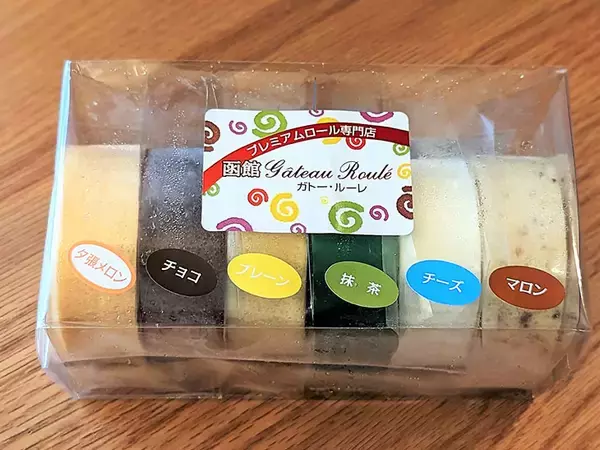 プレミアムロール専門店
函館 Gâteau Roulé
ガトー・ルーレ
夕張メロン
チョコ
プレーン
抹茶
チーズ
マロン